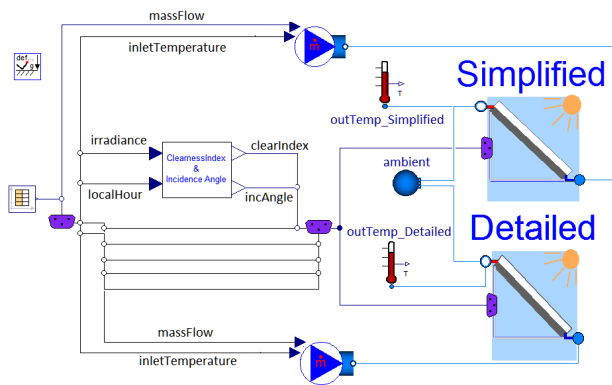 massFlow
inletTemperature
def...
g
ṁ
Simplified
T
outTemp_Simplified
irradiance
ClearnessIndex
&
Incidence Angle
clearIndex
ambient
localHour
incAngle
outTemp_Detailed
Detailed
T
massFlow
inletTemperature
ṁ